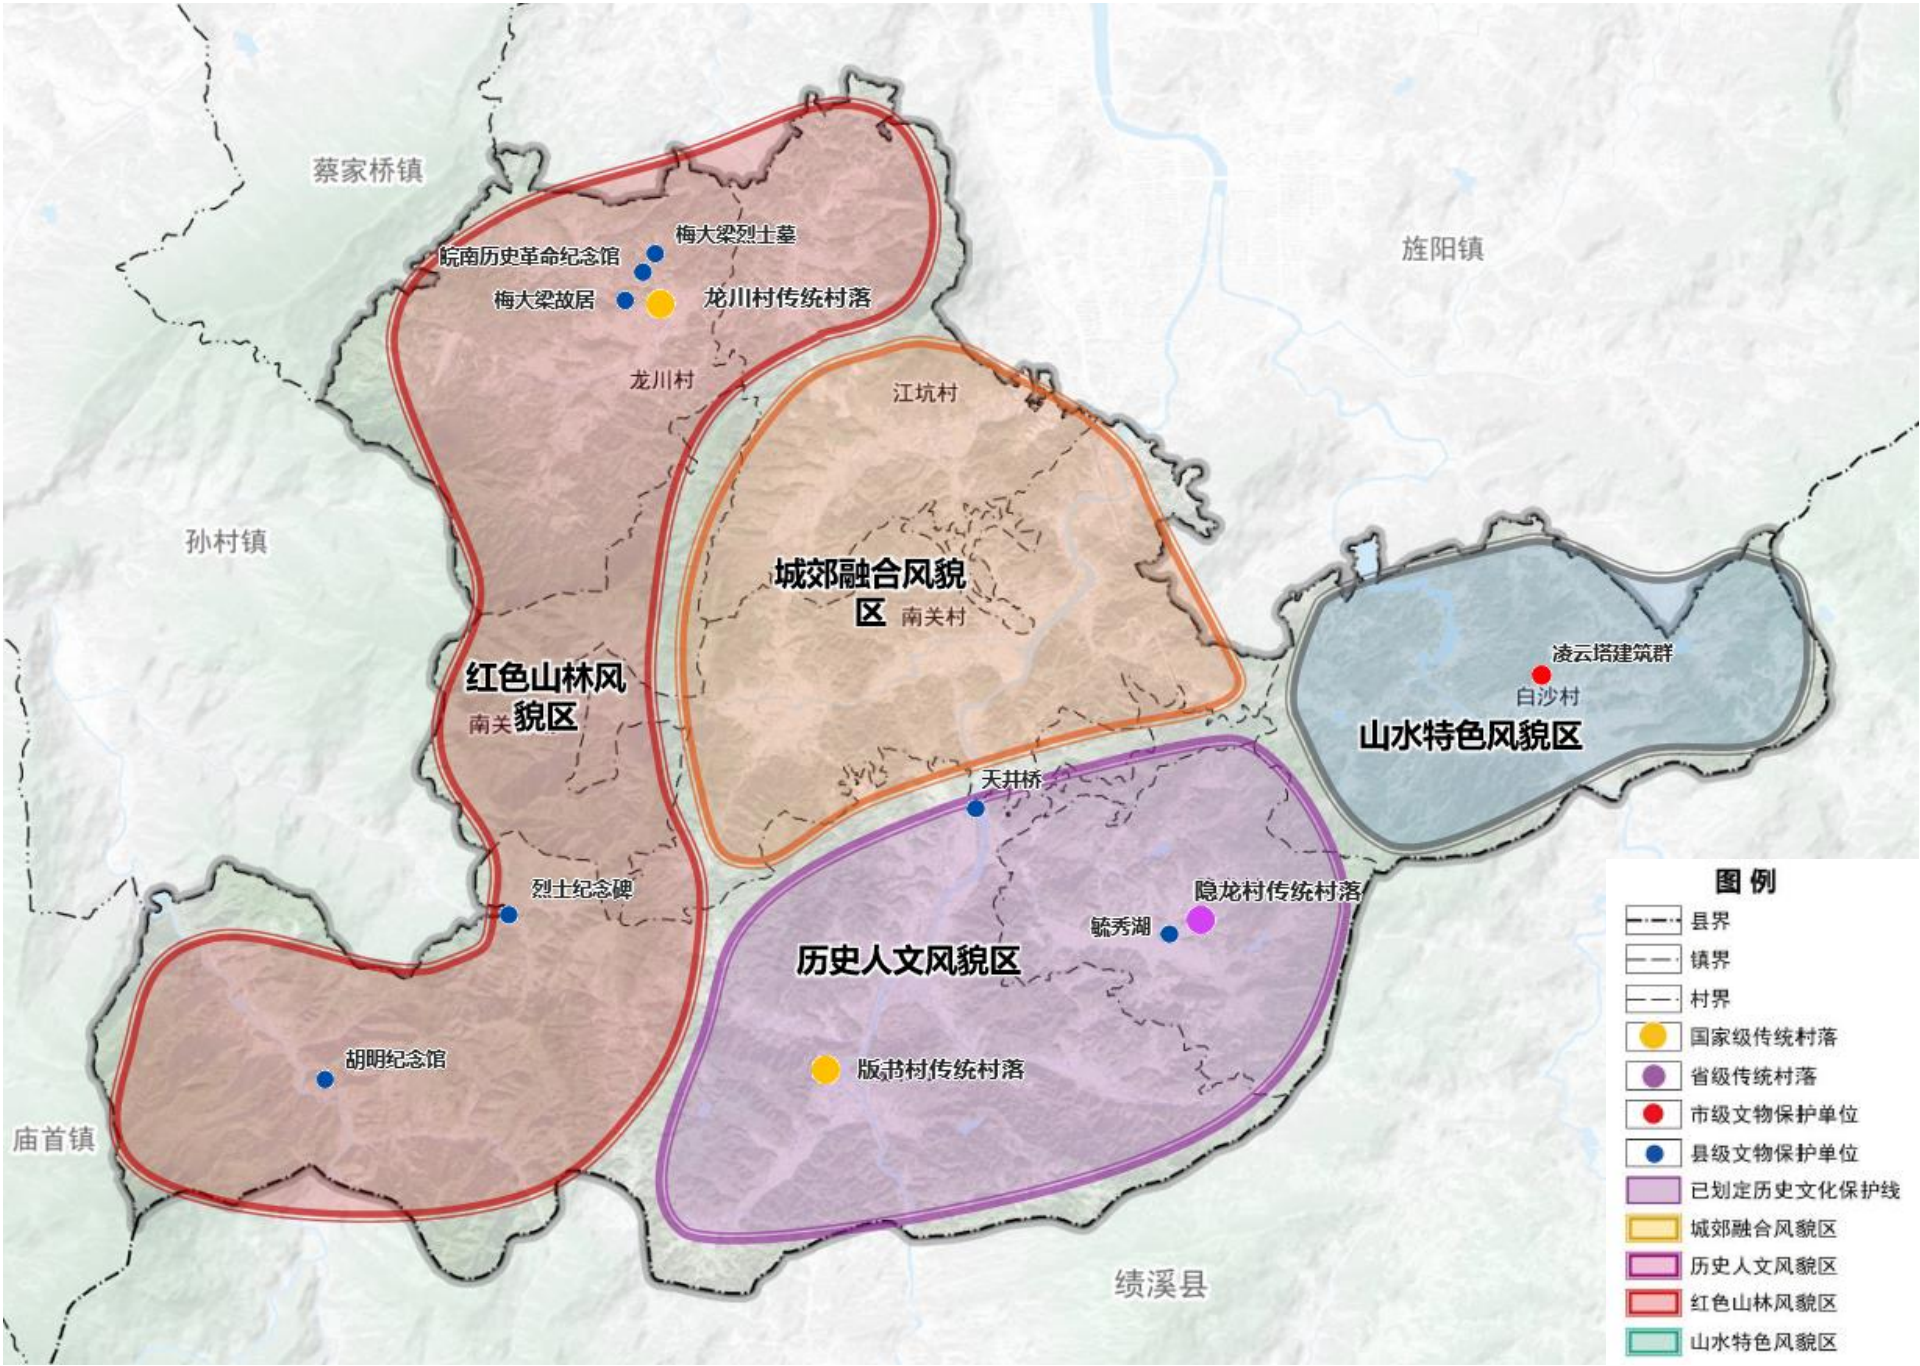 蔡家桥镇
旌阳镇
梅大梁烈士墓
皖南历史革命纪念馆
梅大梁故居
龙川村传统村落
龙川村
江坑村
孙村镇
城郊融合风貌
区
南关村
红色山林风
貌区
南关
凌云塔建筑群
白沙村
山水特色风貌区
天井桥
烈士纪念碑
隐龙村传统村落
毓秀湖
历史人文风貌区
胡明纪念馆
版书村传统村落
庙首镇
绩溪县
图例
县界
镇界
村界
国家级传统村落
省级传统村落
市级文物保护单位
县级文物保护单位
已划定历史文化保护线
城郊融合风貌区
历史人文风貌区
红色山林风貌区
山水特色风貌区